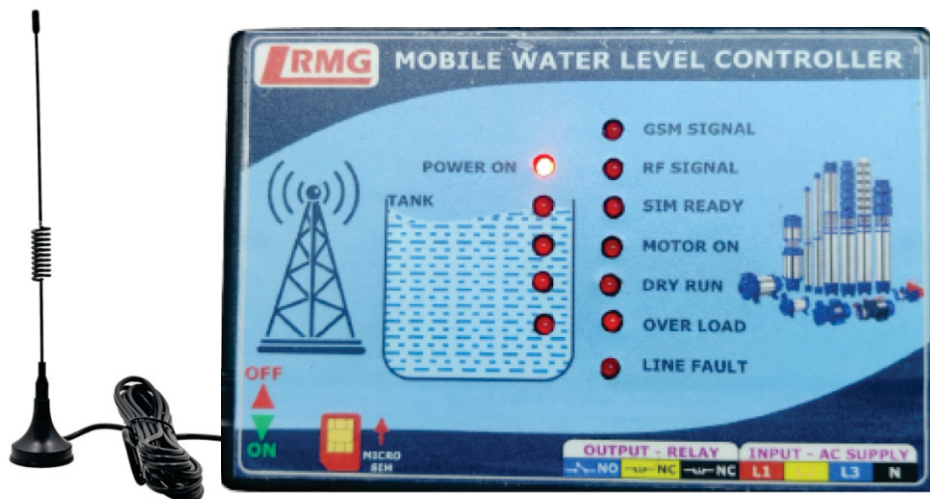 LRMG
MOBILE WATER LEVEL CONTROLLER
GSM SIGNAL
POWER ON
RF SIGNAL
TANK
SIM READY
MOTOR ON
DRY RUN
OVER LOAD
LINE FAULT
OFF
ON
MICRO
SIM
OUTPUT - RELAY
INPUT - AC SUPPLY
NO
NC
NC
L1
L3
N